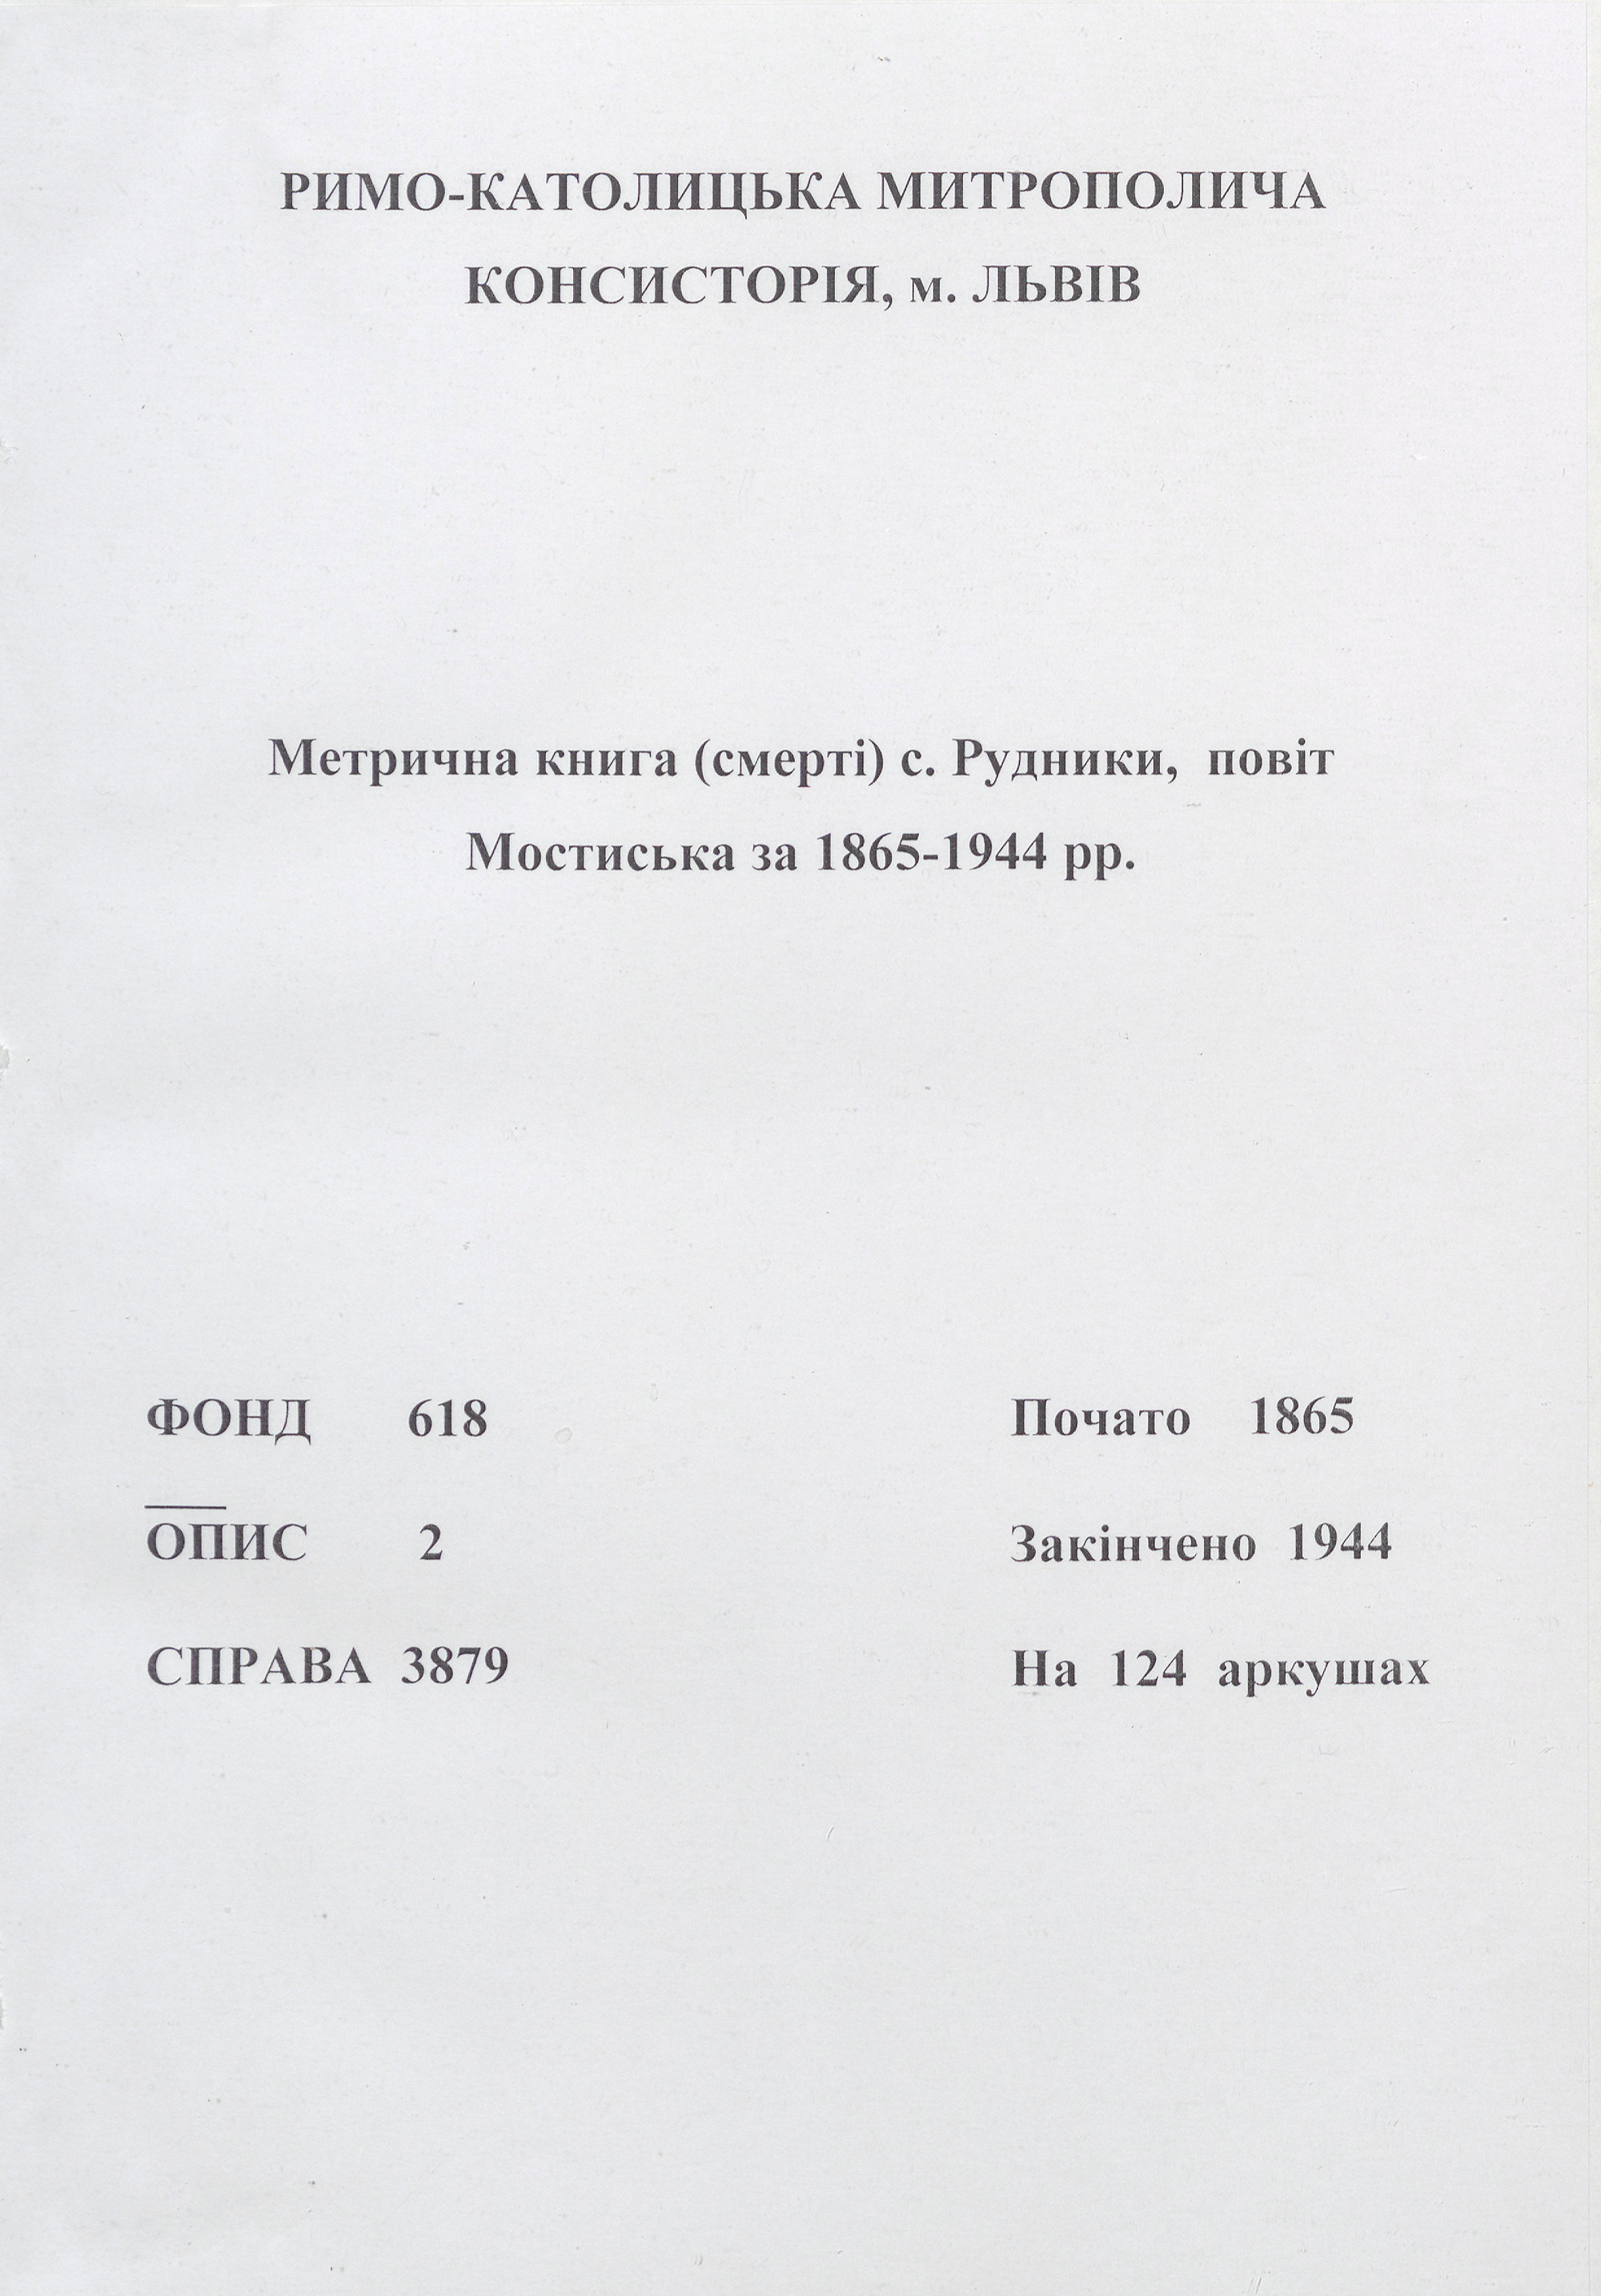 РИМО-КАТОЛИЦЬКА МИТРОПОЛИЧА
КОНСИСТОРІЯ, м. ЛЬВІВ
Метрична книга (смерті) с. Рудники, повіт
Мостиська за 1865-1944 рр.
ФОНД 618 Почато 1865
ОПИС 2 Закінчено 1944
СПРАВА 3879 На 124 аркушах